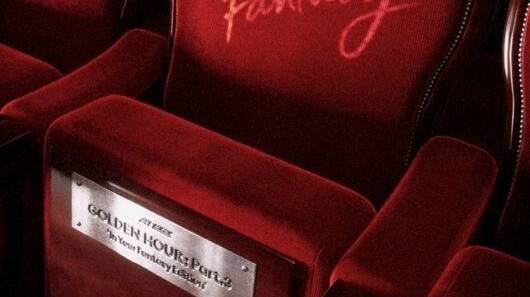 Fantasy
ATEEZ
GOLDEN HOUR : Part.3
'In Your Fantasy Edition'